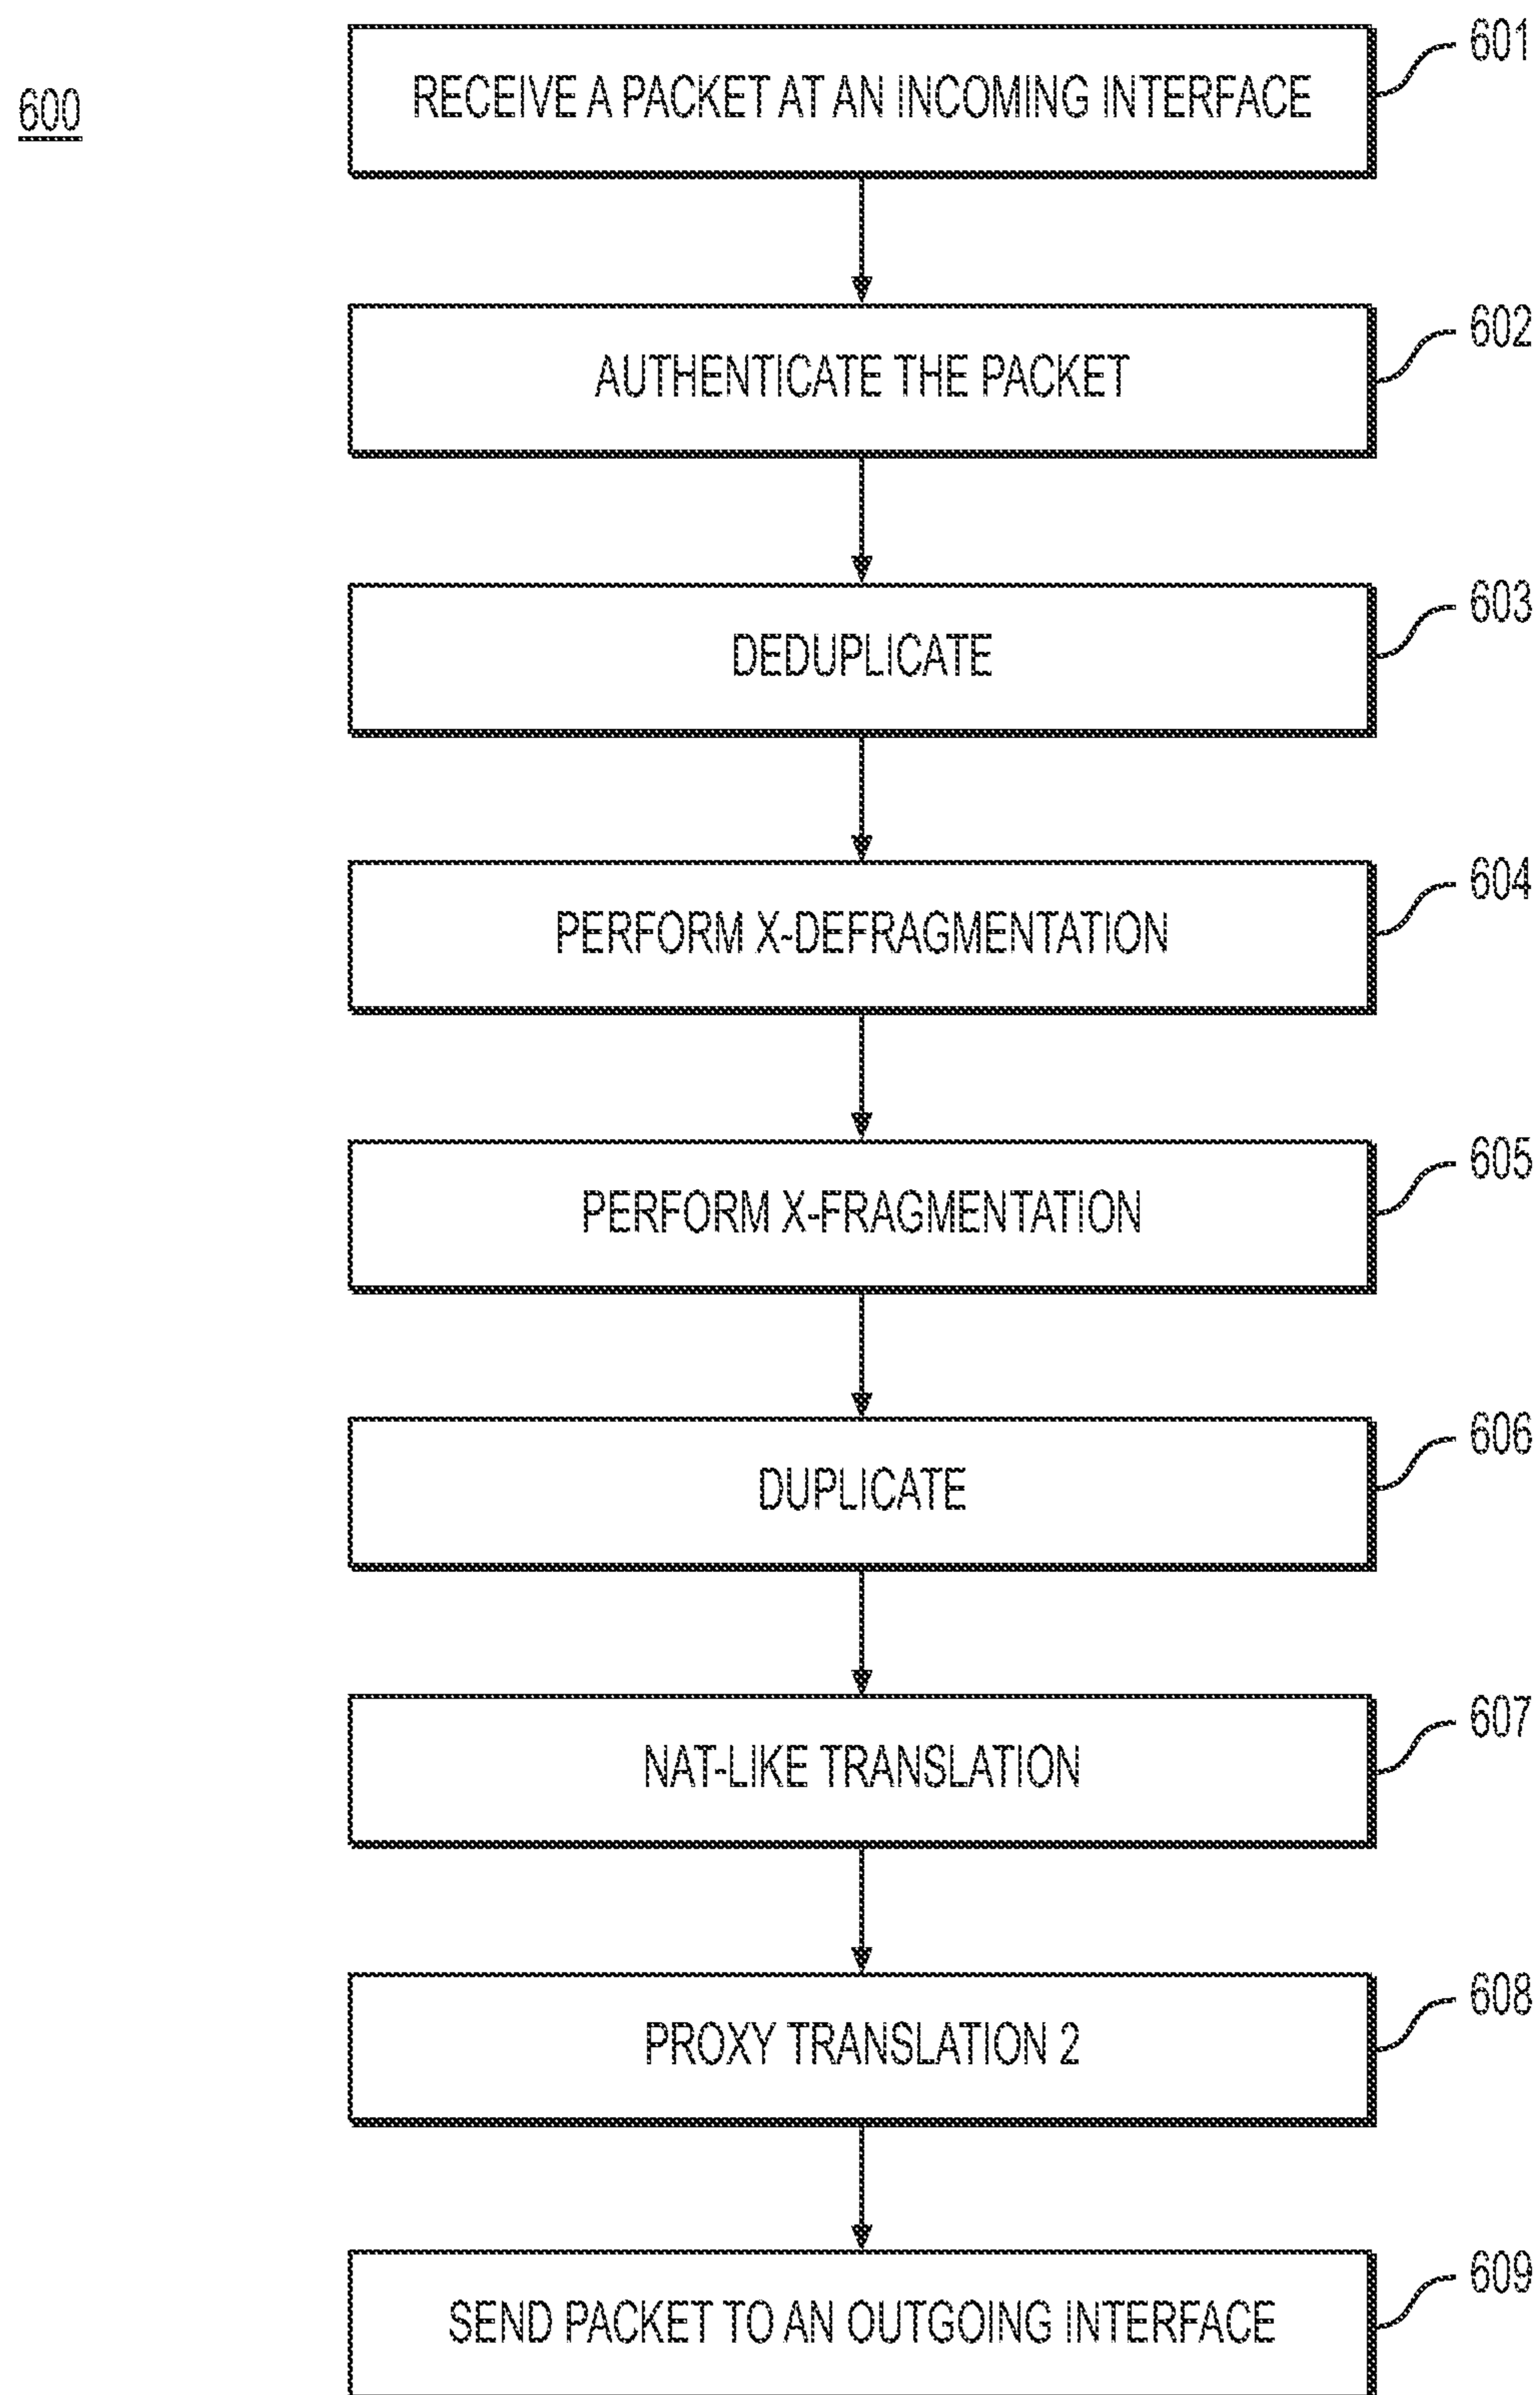 600
RECEIVE A PACKET AT AN INCOMING INTERFACE
601
AUTHENTICATE THE PACKET
602
DEDUPLICATE
603
PERFORM X-DEFRAGMENTATION
604
PERFORM X-FRAGMENTATION
605
DUPLICATE
606
NAT-LIKE TRANSLATION
607
PROXY TRANSLATION 2
608
SEND PACKET TO AN OUTGOING INTERFACE
609